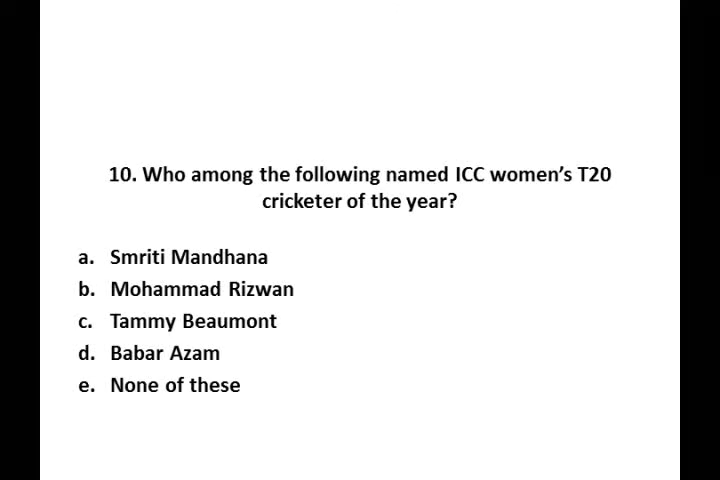 10. Who among the following named ICC women’s T20
cricketer of the year?
a. Smriti Mandhana
b. Mohammad Rizwan
c. Tammy Beaumont
d. Babar Azam
e. None of these